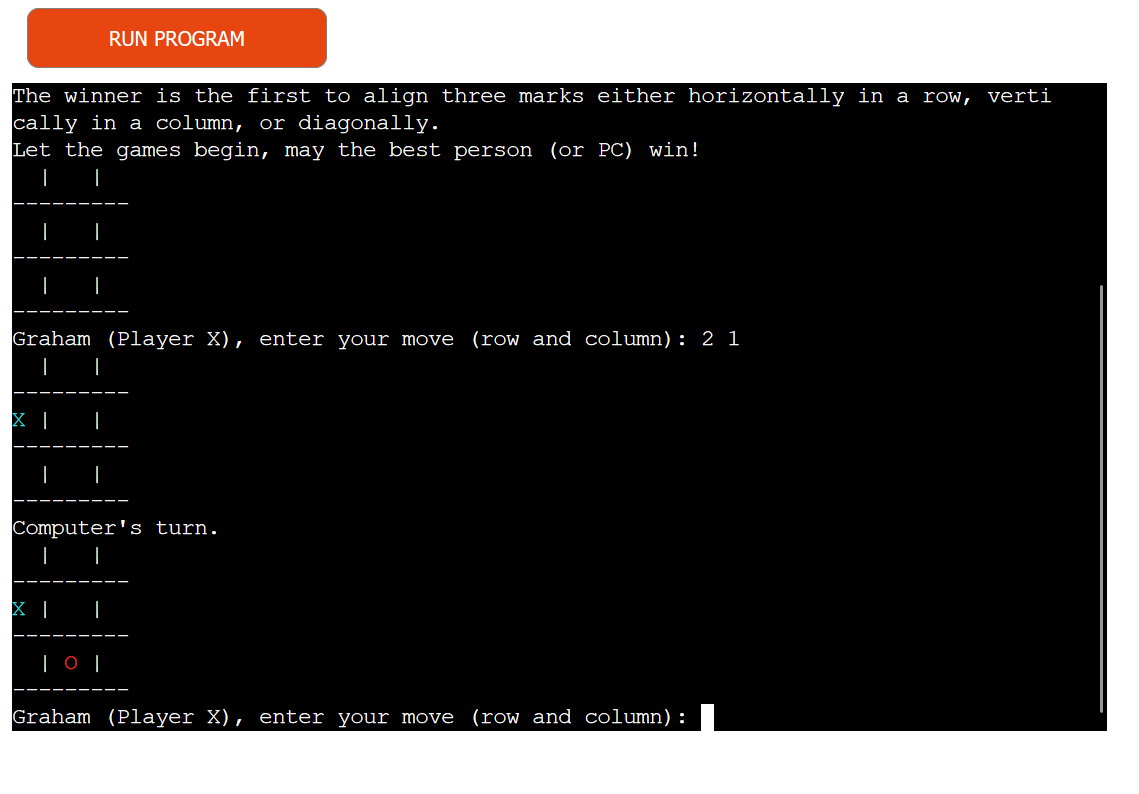 RUN PROGRAM
The winner is the first to align three marks either horizontally in a row, verti
cally in a column, or diagonally.
Let the games begin, may the best person (or PC) win!
  |   |
---------
  |   |
---------
  |   |
---------
Graham (Player X), enter your move (row and column): 2 1
  |   |
---------
X |   |
---------
  |   |
---------
Computer's turn.
  |   |
---------
X |   |
---------
  | O |
---------
Graham (Player X), enter your move (row and column):